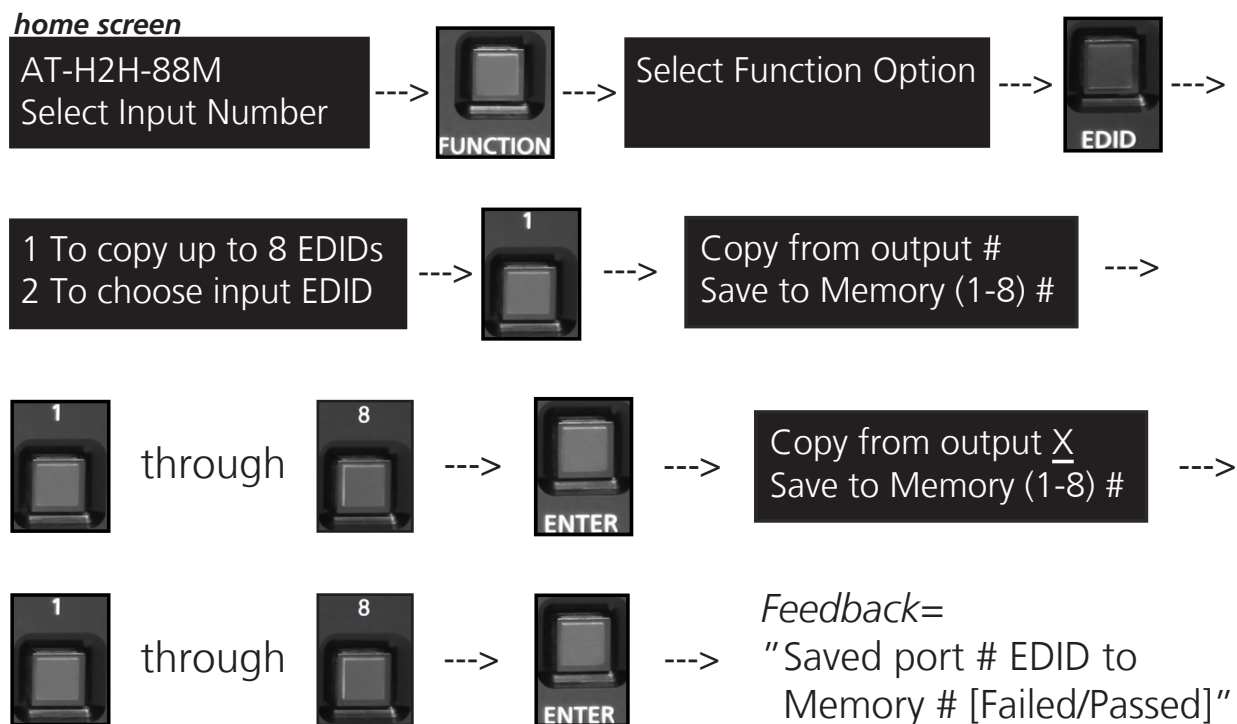 home screen
AT-H2H-88M
Select Input Number
--->
FUNCTION
--->
Select Function Option
--->
EDID
--->
1 To copy up to 8 EDIDs
2 To choose input EDID
--->
1
--->
Copy from output #
Save to Memory (1-8) #
--->
1
through
8
--->
ENTER
--->
Copy from output X
Save to Memory (1-8) #
--->
1
through
8
--->
ENTER
--->
Feedback=
"Saved port # EDID to
Memory # [Failed/Passed]"